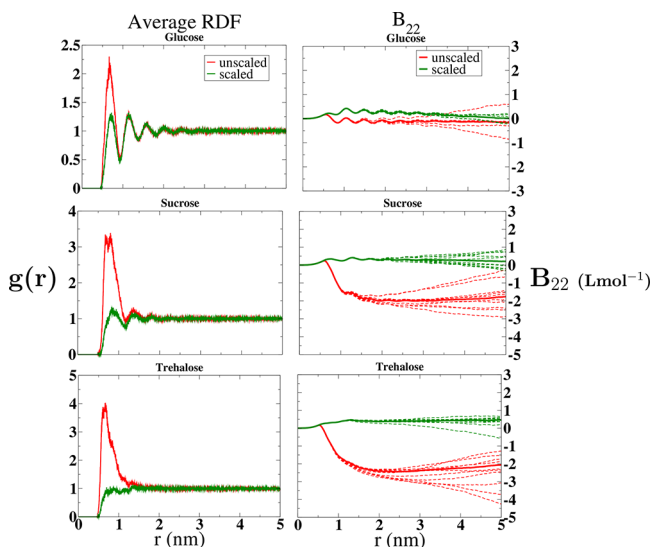 Average RDF
B22
Glucose
Glucose
unscaled
scaled
unscaled
scaled
2.5
2
1.5
1
0.5
0
3
2
1
0
-1
-2
-3
Sucrose
Sucrose
4
3
2
1
0
3
2
1
0
-1
-2
-3
-4
-5
g(r)
B22 (Lmol−1)
Trehalose
Trehalose
5
4
3
2
1
0
3
2
1
0
-1
-2
-3
-4
-5
0 1 2 3 4 5
0 1 2 3 4 5
r (nm)
r (nm)